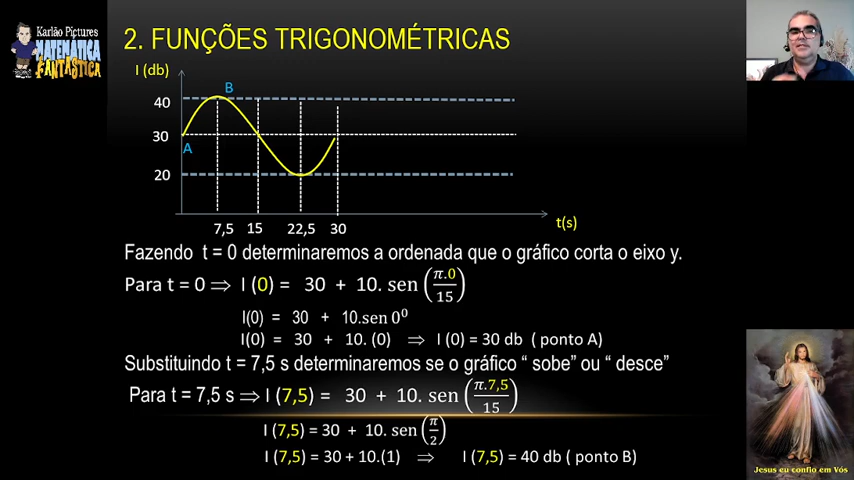 Karlão Pictures
MATEMÁTICA
FANTÁSTICA
2. FUNÇÕES TRIGONOMÉTRICAS
I (db)
B
40
30
A
20
7,5 15 22,5 30
t(s)
Fazendo t = 0 determinaremos a ordenada que o gráfico corta o eixo y.
Para t = 0 ⟹ I (0) = 30 + 10. sen (π.0/15)
I(0) = 30 + 10.sen 0⁰
I(0) = 30 + 10. (0) ⟹ I (0) = 30 db ( ponto A)
Substituindo t = 7,5 s determinaremos se o gráfico “ sobe” ou “ desce”
Para t = 7,5 s ⟹ I (7,5) = 30 + 10. sen (π.7,5/15)
I (7,5) = 30 + 10. sen (π/2)
I (7,5) = 30 + 10.(1) ⟹ I (7,5) = 40 db ( ponto B)
Jesus eu confio em Vós